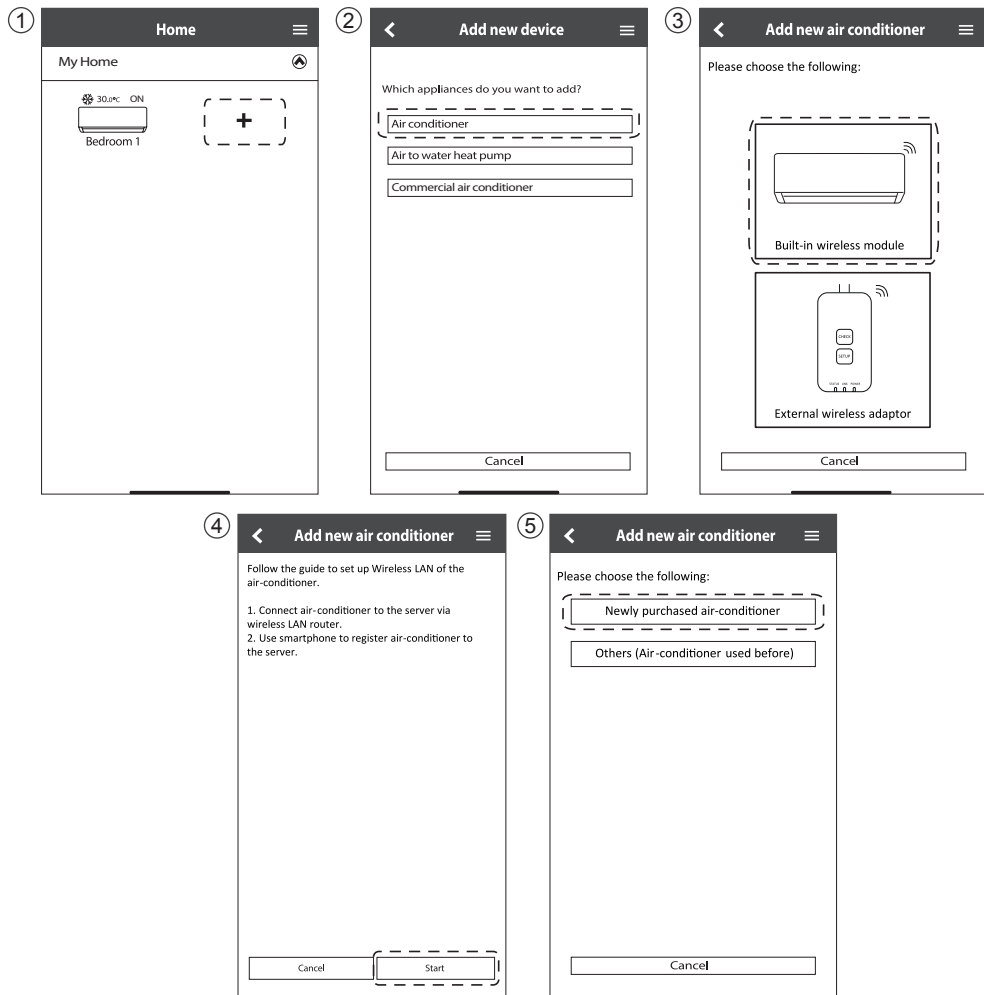 ①
Home
My Home
30.0°C ON
+
Bedroom 1
②
Add new device
Which appliances do you want to add?
Air conditioner
Air to water heat pump
Commercial air conditioner
Cancel
③
Add new air conditioner
Please choose the following:
Built-in wireless module
CHECK
SETUP
STATUS LINK POWER
External wireless adaptor
Cancel
④
Add new air conditioner
Follow the guide to set up Wireless LAN of the
air-conditioner.
1. Connect air-conditioner to the server via
wireless LAN router.
2. Use smartphone to register air-conditioner to
the server.
Cancel
Start
⑤
Add new air conditioner
Please choose the following:
Newly purchased air-conditioner
Others (Air-conditioner used before)
Cancel